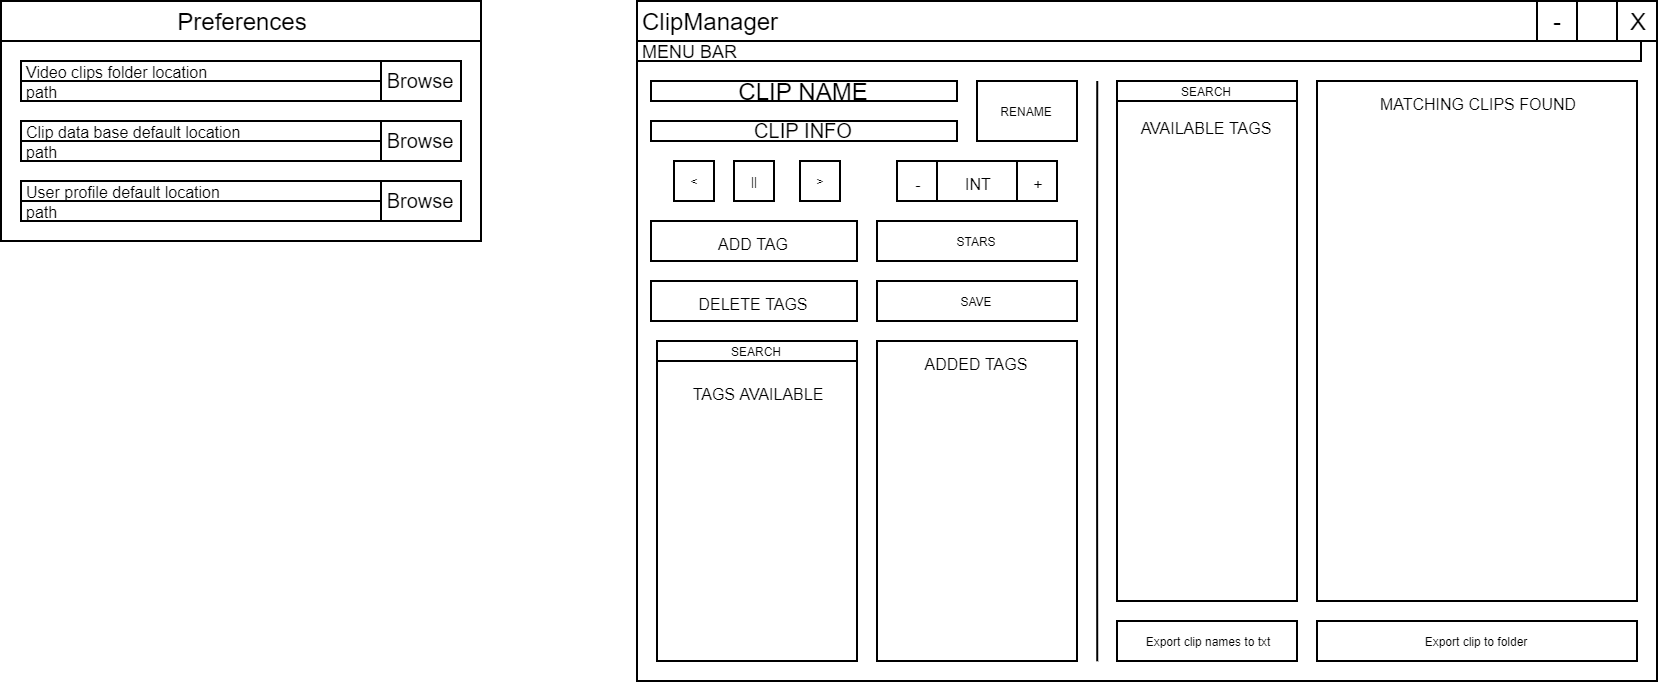 Preferences
Video clips folder location
path
Browse
Clip data base default location
path
Browse
User profile default location
path
Browse
ClipManager
-
X
MENU BAR
CLIP NAME
RENAME
CLIP INFO
<
||
>
-
INT
+
ADD TAG
STARS
DELETE TAGS
SAVE
SEARCH
TAGS AVAILABLE
ADDED TAGS
SEARCH
AVAILABLE TAGS
MATCHING CLIPS FOUND
Export clip names to txt
Export clip to folder